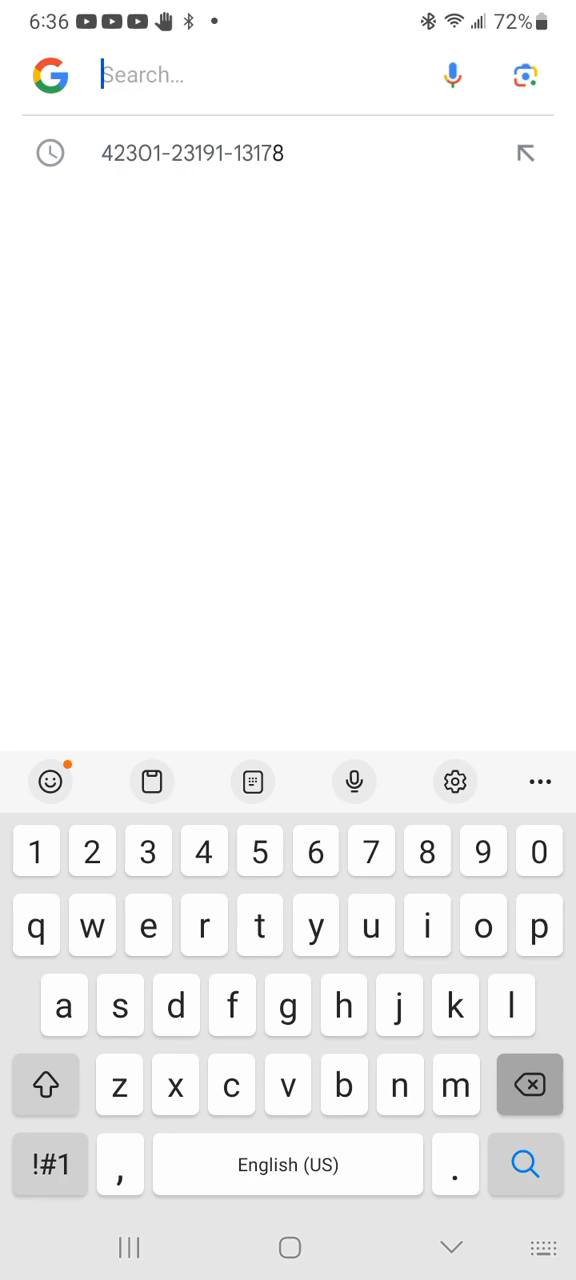 6:36 72%
Search...
42301-23191-13178
1 2 3 4 5 6 7 8 9 0
q w e r t y u i o p
a s d f g h j k l
z x c v b n m
!#1 , English (US) .